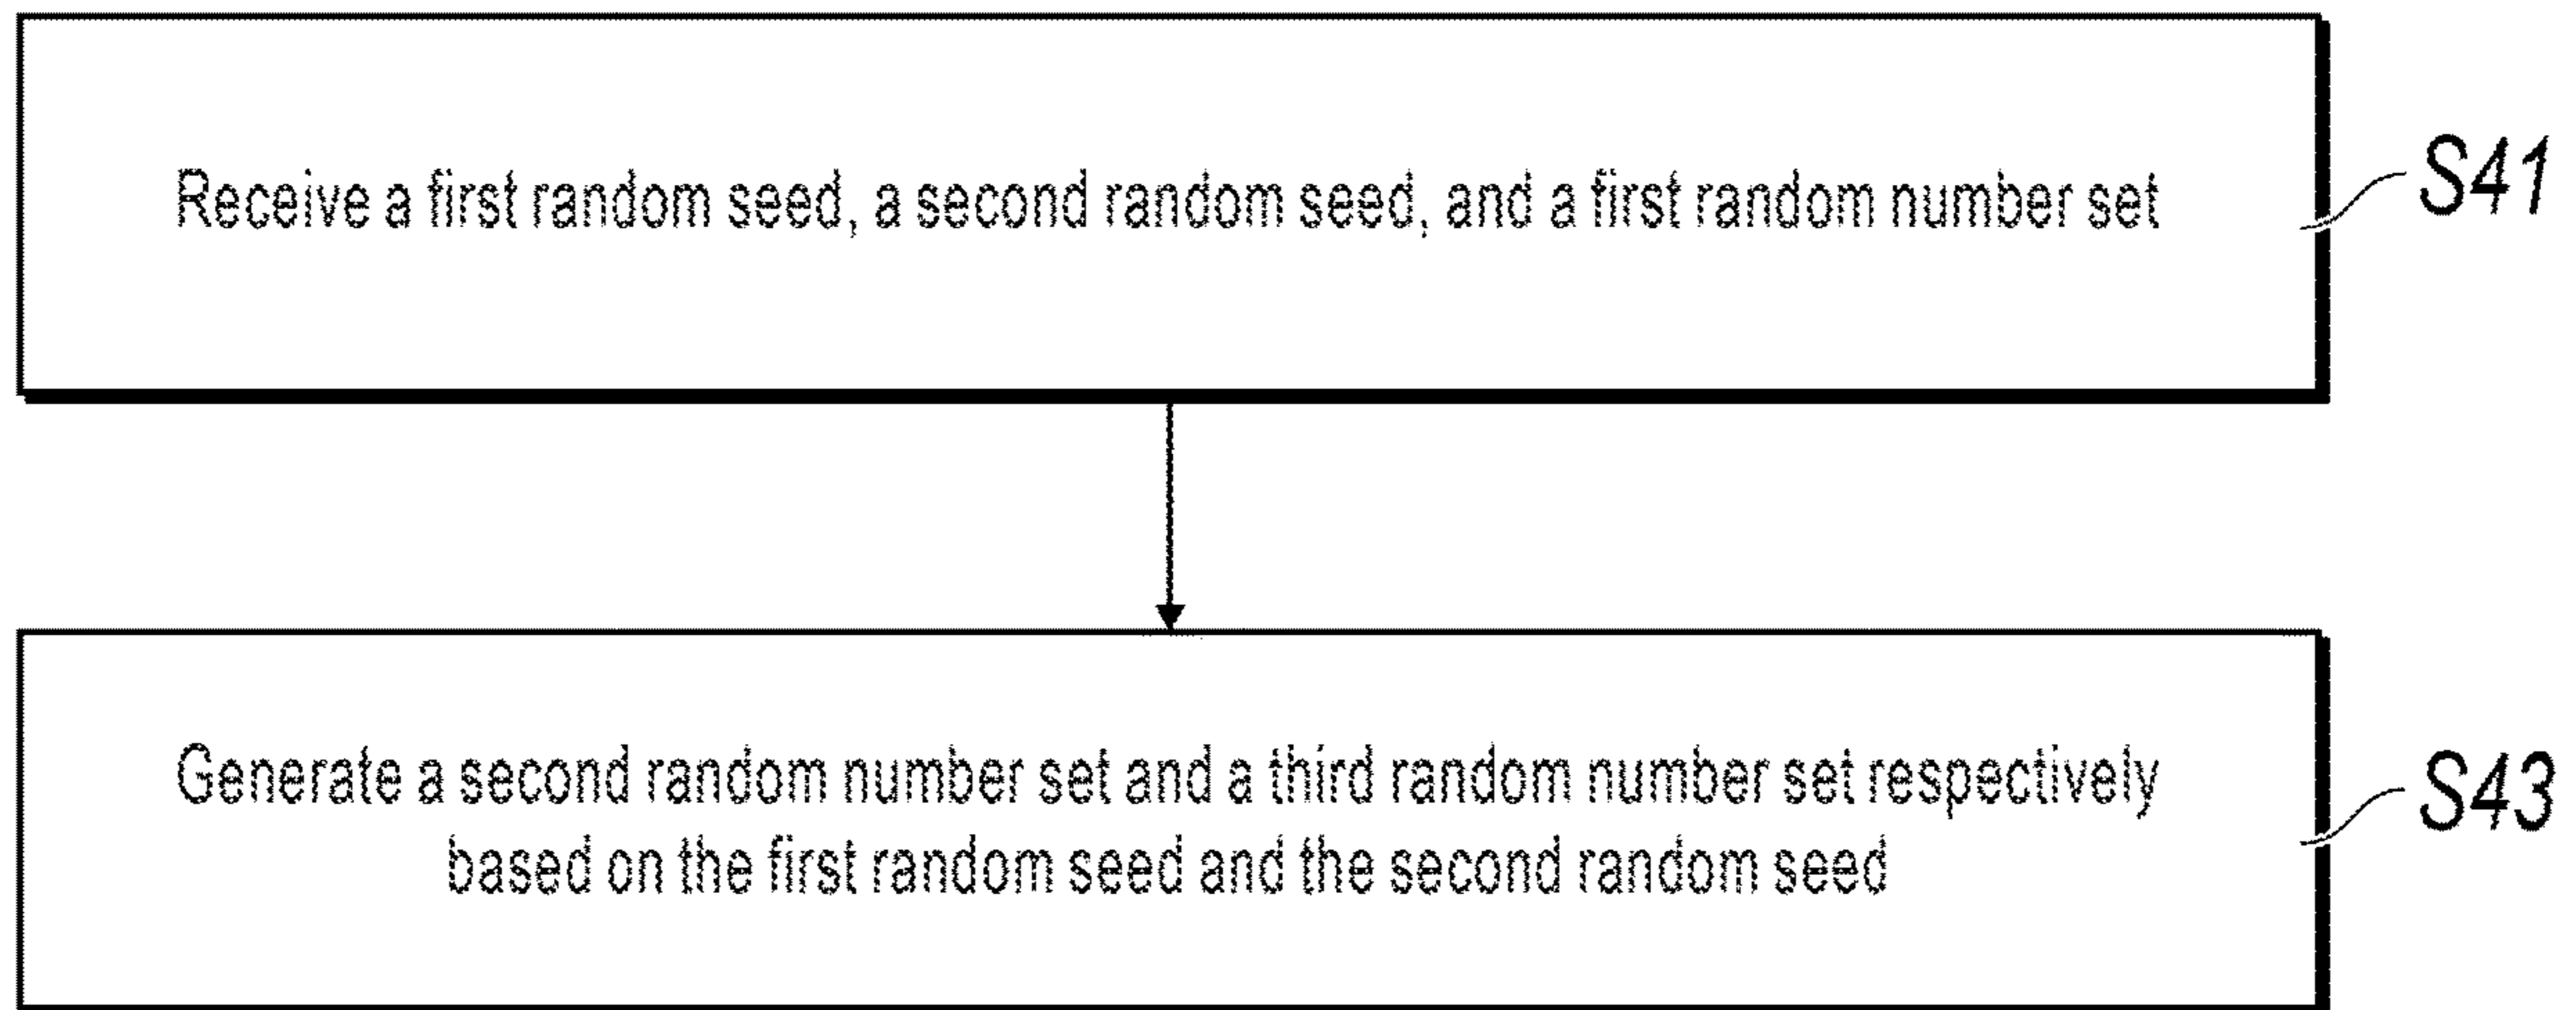 Receive a first random seed, a second random seed, and a first random number set
S41
Generate a second random number set and a third random number set respectively
based on the first random seed and the second random seed
S43